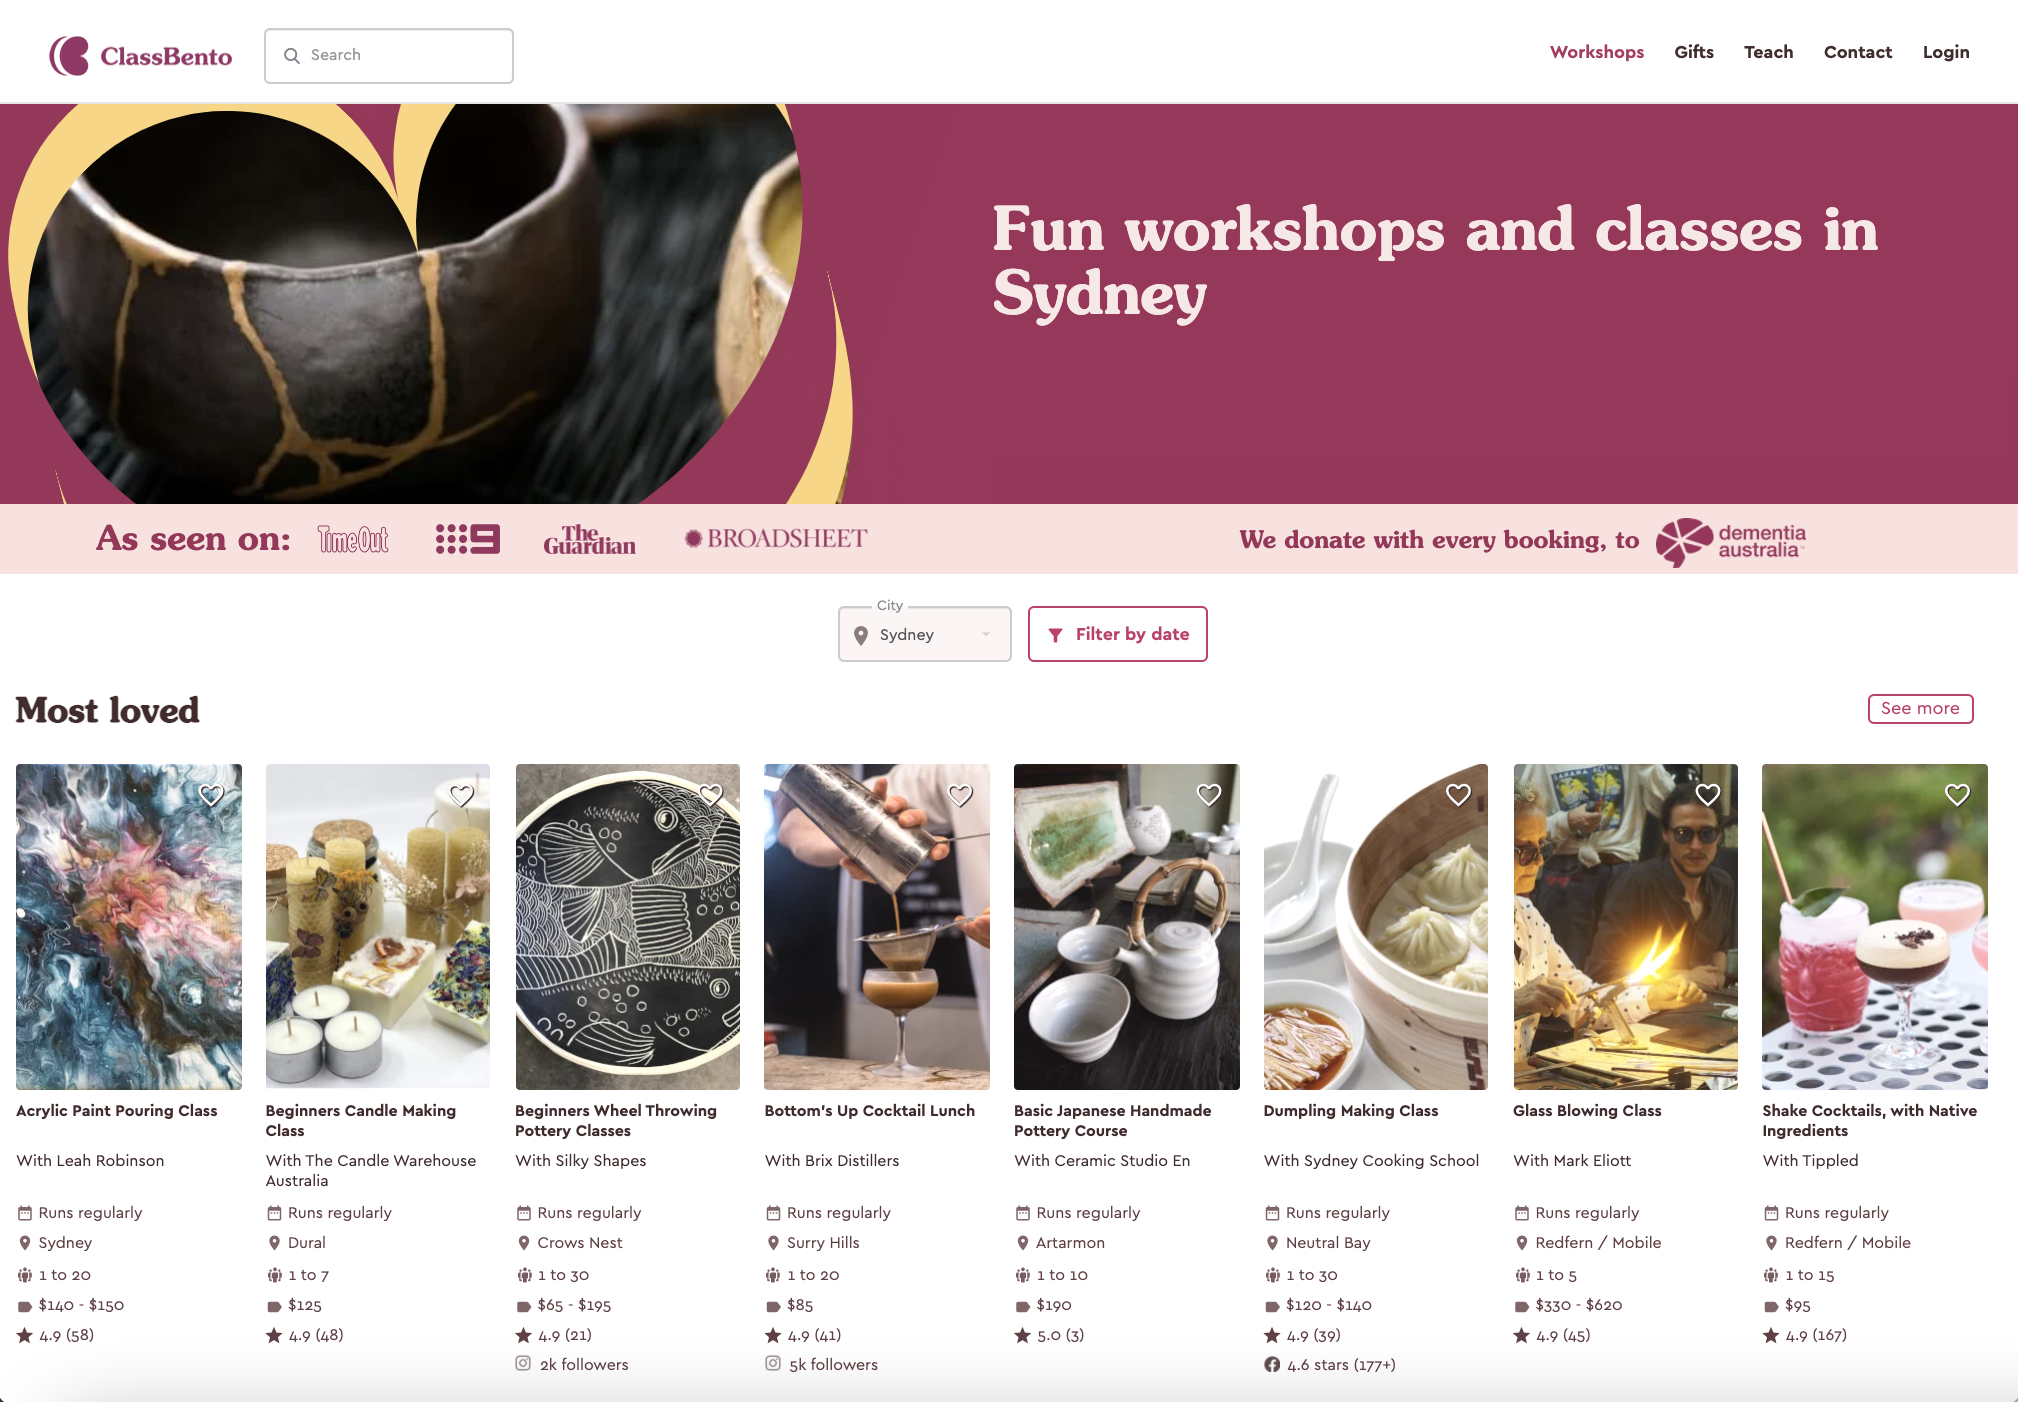 ClassBento
Search
Workshops
Gifts
Teach
Contact
Login
Fun workshops and classes in
Sydney
As seen on:
TimeOut
9
The
Guardian
BROADSHEET
We donate with every booking, to
dementia
australia™
City
Sydney
Filter by date
Most loved
See more
Acrylic Paint Pouring Class
With Leah Robinson
Runs regularly
Sydney
1 to 20
$140 - $150
4.9 (58)
Beginners Candle Making
Class
With The Candle Warehouse
Australia
Runs regularly
Dural
1 to 7
$125
4.9 (48)
Beginners Wheel Throwing
Pottery Classes
With Silky Shapes
Runs regularly
Crows Nest
1 to 30
$65 - $195
4.9 (21)
2k followers
Bottom's Up Cocktail Lunch
With Brix Distillers
Runs regularly
Surry Hills
1 to 20
$85
4.9 (41)
5k followers
Basic Japanese Handmade
Pottery Course
With Ceramic Studio En
Runs regularly
Artarmon
1 to 10
$190
5.0 (3)
Dumpling Making Class
With Sydney Cooking School
Runs regularly
Neutral Bay
1 to 30
$120 - $140
4.9 (39)
4.6 stars (177+)
Glass Blowing Class
With Mark Eliott
Runs regularly
Redfern / Mobile
1 to 5
$330 - $620
4.9 (45)
Shake Cocktails, with Native
Ingredients
With Tippled
Runs regularly
Redfern / Mobile
1 to 15
$95
4.9 (167)